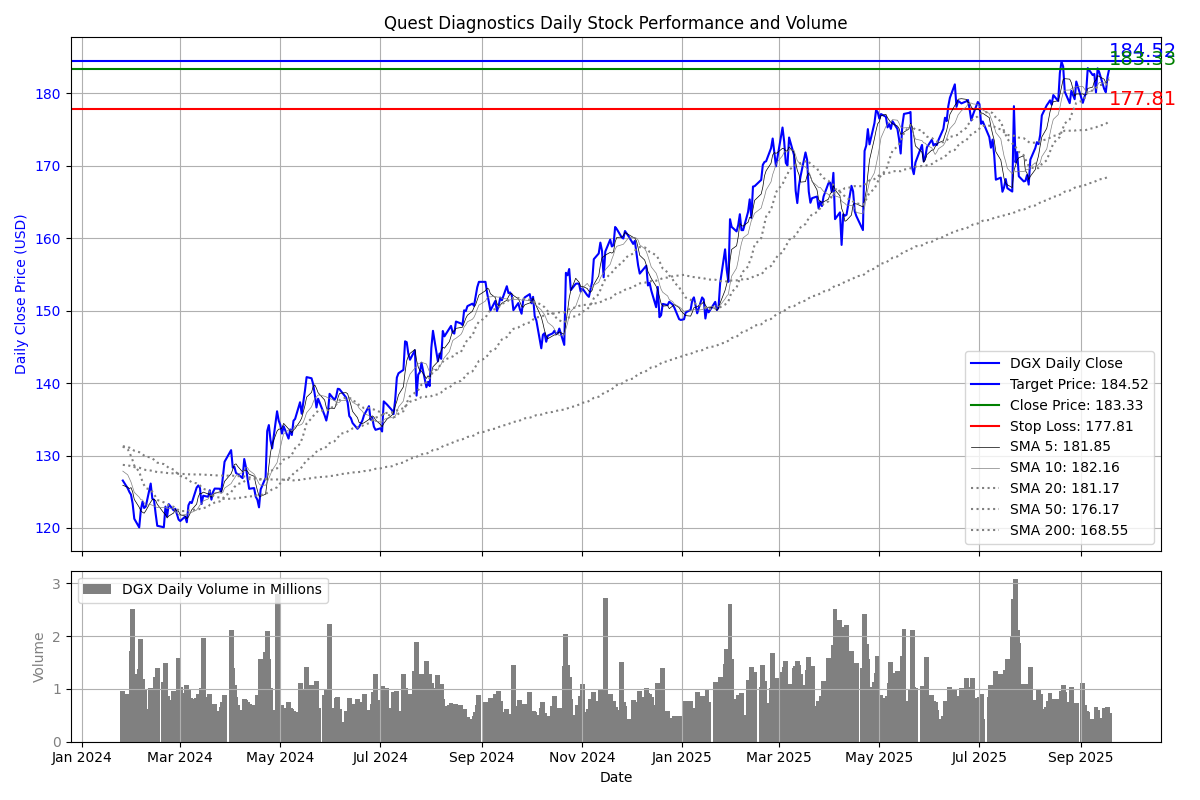 Quest Diagnostics Daily Stock Performance and Volume
184.52
183.33
177.81
180
170
160
150
140
130
120
Daily Close Price (USD)
DGX Daily Close
Target Price: 184.52
Close Price: 183.33
Stop Loss: 177.81
SMA 5: 181.85
SMA 10: 182.16
SMA 20: 181.17
SMA 50: 176.17
SMA 200: 168.55
3
2
1
0
Volume
DGX Daily Volume in Millions
Jan 2024 Mar 2024 May 2024 Jul 2024 Sep 2024 Nov 2024 Jan 2025 Mar 2025 May 2025 Jul 2025 Sep 2025
Date